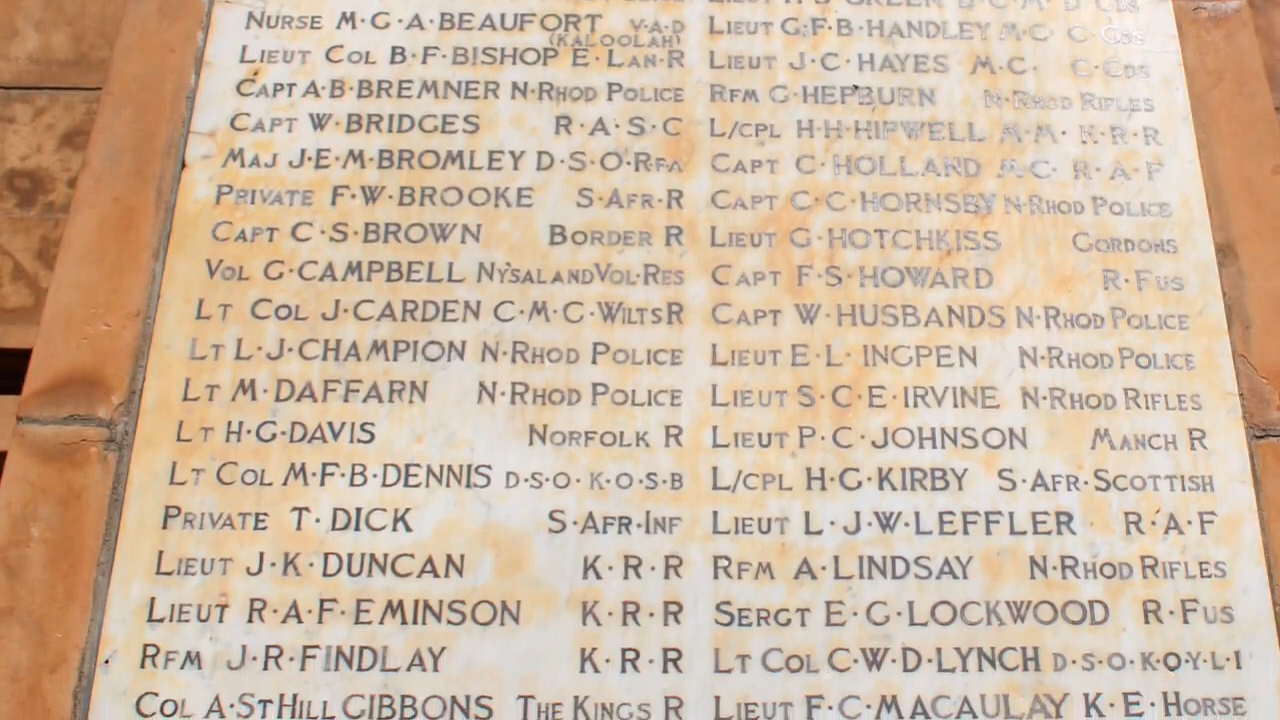 NURSE M·G·A·BEAUFORT V·A·D
(KALOOLAH)
LIEUT COL B·F·BISHOP E·LAN·R
CAPT A·B·BREMNER N·RHOD POLICE
CAPT W·BRIDGES R·A·S·C
MAJ J·E·M·BROMLEY D·S·O·RFA
PRIVATE F·W·BROOKE S·AFR·R
CAPT C·S·BROWN BORDER R
VOL G·CAMPBELL NYSALANDVOL·RES
LT COL J·CARDEN C·M·G·WILTSR
LT L·J·CHAMPION N·RHOD POLICE
LT M·DAFFARN N·RHOD POLICE
LT H·G·DAVIS NORFOLK R
LT COL M·F·B·DENNIS D·S·O·K·O·S·B
PRIVATE T·DICK S·AFR·INF
LIEUT J·K·DUNCAN K·R·R
LIEUT R·A·F·EMINSON K·R·R
RFM J·R·FINDLAY K·R·R
COL A·STHILL GIBBONS THE KINGS R
GREEN
LIEUT G·F·B·HANDLEY M·C C·GDS
LIEUT J·C·HAYES M·C· C·GDS
RFM G·HEPBURN N·RHOD RIFLES
L/CPL H·H·HIPWELL M·M· K·R·R
CAPT C·HOLLAND M·C· R·A·F
CAPT C·C·HORNSBY N·RHOD POLICE
LIEUT G·HOTCHKISS GORDONS
CAPT F·S·HOWARD R·FUS
CAPT W·HUSBANDS N·RHOD POLICE
LIEUT E·L·INGPEN N·RHOD POLICE
LIEUT S·C·E·IRVINE N·RHOD RIFLES
LIEUT P·C·JOHNSON MANCH R
L/CPL H·G·KIRBY S·AFR·SCOTTISH
LIEUT L·J·W·LEFFLER R·A·F
RFM A·LINDSAY N·RHOD RIFLES
SERGT E·G·LOCKWOOD R·FUS
LT COL C·W·D·LYNCH D·S·O·K·O·Y·L·I
LIEUT F·C·MACAULAY K·E·HORSE